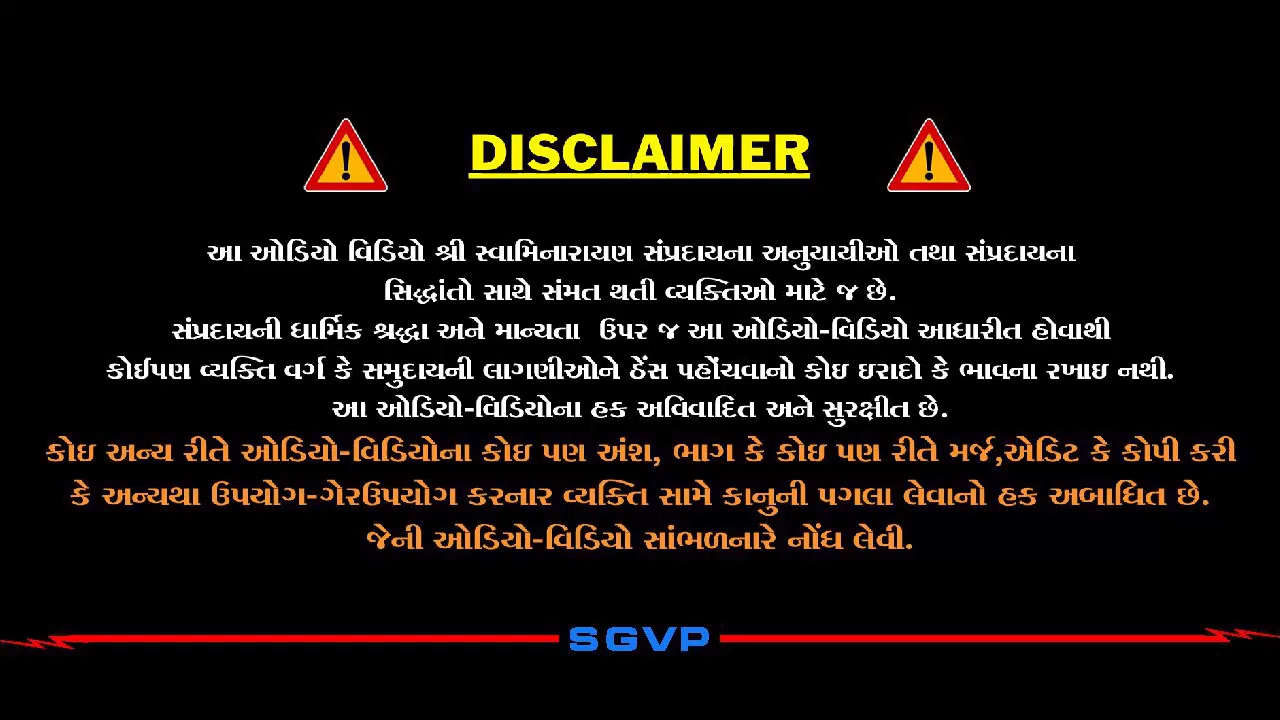 DISCLAIMER
આ ઓડિયો વિડિયો શ્રી સ્વામિનારાયણ સંપ્રદાયના અનુયાયીઓ તથા સંપ્રદાયના
સિદ્ધાંતો સાથે સંમત થતી વ્યક્તિઓ માટે જ છે.
સંપ્રદાયની ધાર્મિક શ્રદ્ધા અને માન્યતા ઉપર જ આ ઓડિયો-વિડિયો આધારીત હોવાથી
કોઈપણ વ્યક્તિ વર્ગ કે સમુદાયની લાગણીઓને ઠેંસ પહોંચવાનો કોઇ ઇરાદો કે ભાવના રખાઇ નથી.
આ ઓડિયો-વિડિયોના હક અવિવાદિત અને સુરક્ષીત છે.
કોઇ અન્ય રીતે ઓડિયો-વિડિયોના કોઇ પણ અંશ, ભાગ કે કોઇ પણ રીતે મર્જ,એડિટ કે કોપી કરી
કે અન્યથા ઉપયોગ-ગેરઉપયોગ કરનાર વ્યક્તિ સામે કાનુની પગલા લેવાનો હક અબાધિત છે.
જેની ઓડિયો-વિડિયો સાંભળનારે નોંધ લેવી.
SGVP